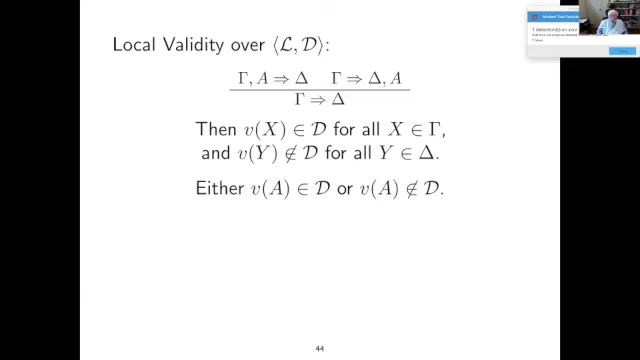 Local Validity over ⟨ℒ, 𝒟⟩:
Γ, A ⇒ Δ    Γ ⇒ Δ, A
Γ ⇒ Δ
Then v(X) ∈ 𝒟 for all X ∈ Γ,
and v(Y) ∉ 𝒟 for all Y ∈ Δ.
Either v(A) ∈ 𝒟 or v(A) ∉ 𝒟.
44